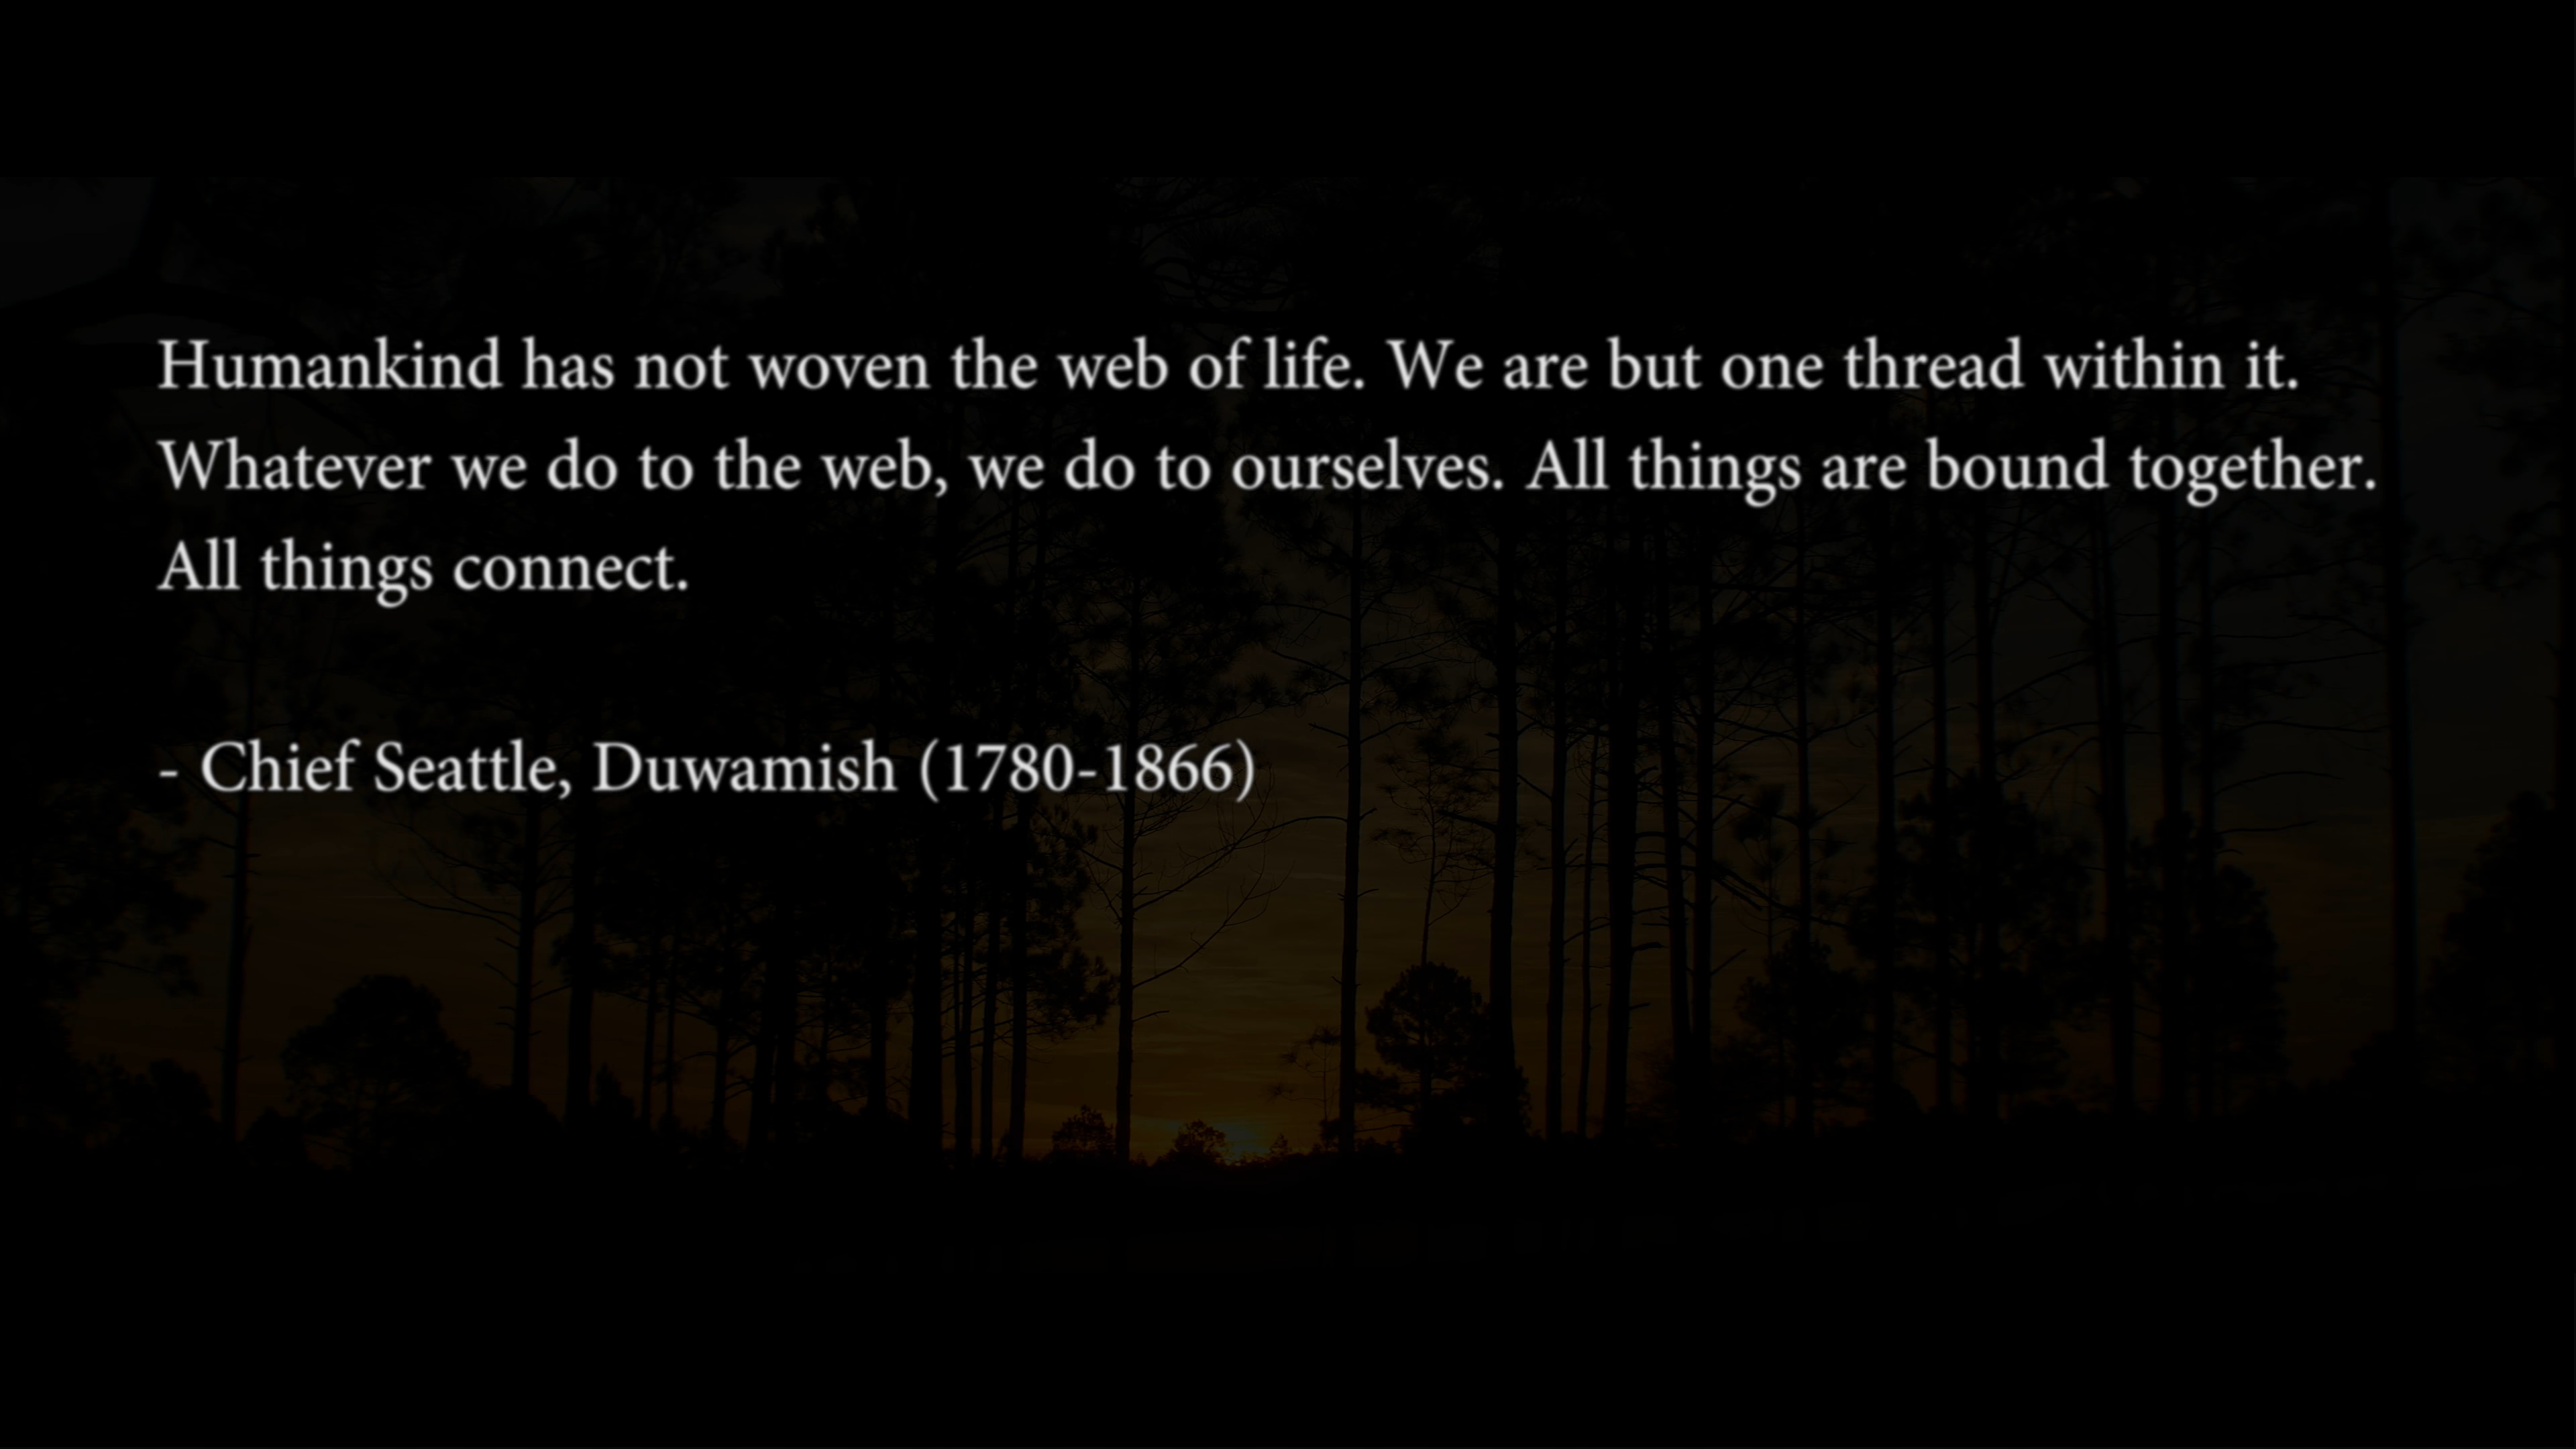 Humankind has not woven the web of life. We are but one thread within it.
Whatever we do to the web, we do to ourselves. All things are bound together.
All things connect.
- Chief Seattle, Duwamish (1780-1866)